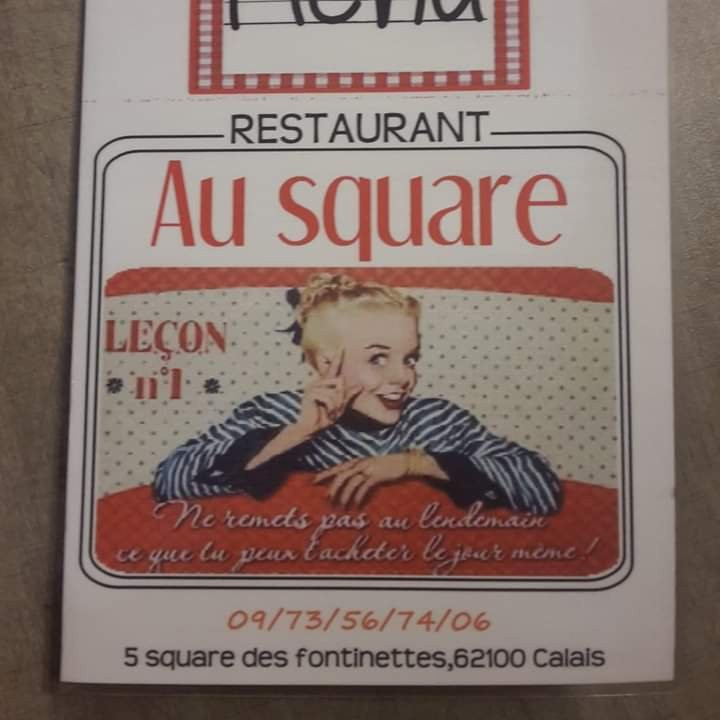 Menu
RESTAURANT
Au square
LEÇON
n°1
Ne remets pas au lendemain
ce que tu peux t'acheter le jour même!
09/73/56/74/06
5 square des fontinettes,62100 Calais